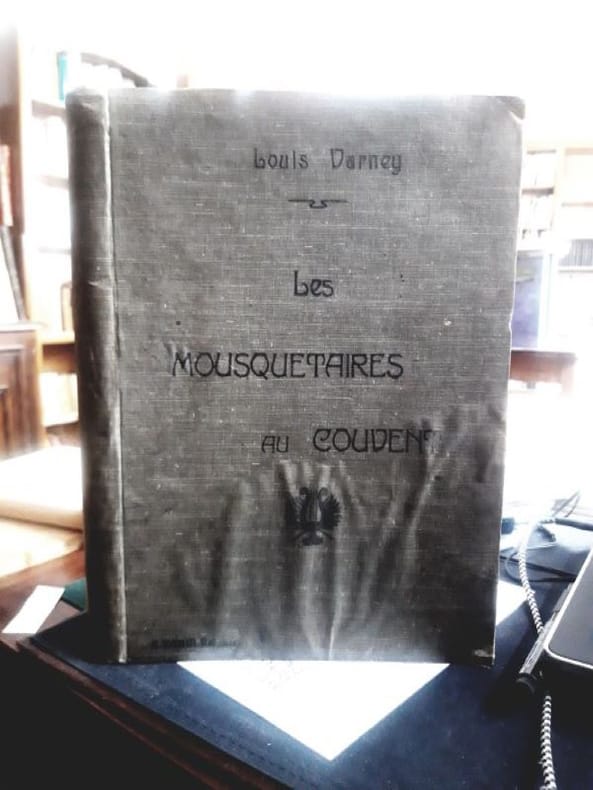 Louis Varney
Les
MOUSQUETAIRES
AU COUVENT